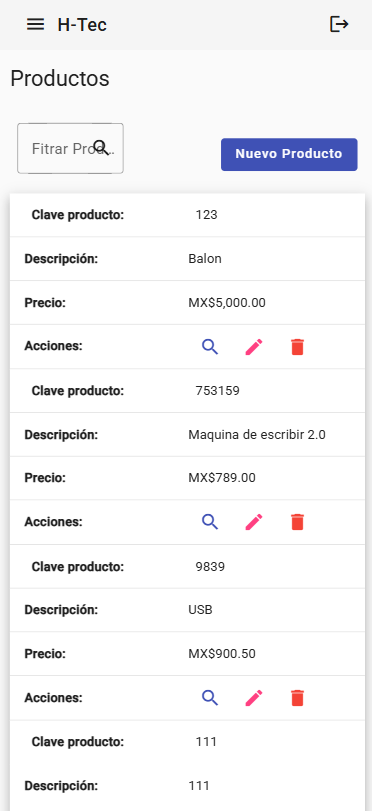 H-Tec
Productos
Fitrar Prod...
Nuevo Producto
Clave producto: 123
Descripción: Balon
Precio: MX$5,000.00
Acciones:
Clave producto: 753159
Descripción: Maquina de escribir 2.0
Precio: MX$789.00
Acciones:
Clave producto: 9839
Descripción: USB
Precio: MX$900.50
Acciones:
Clave producto: 111
Descripción: 111